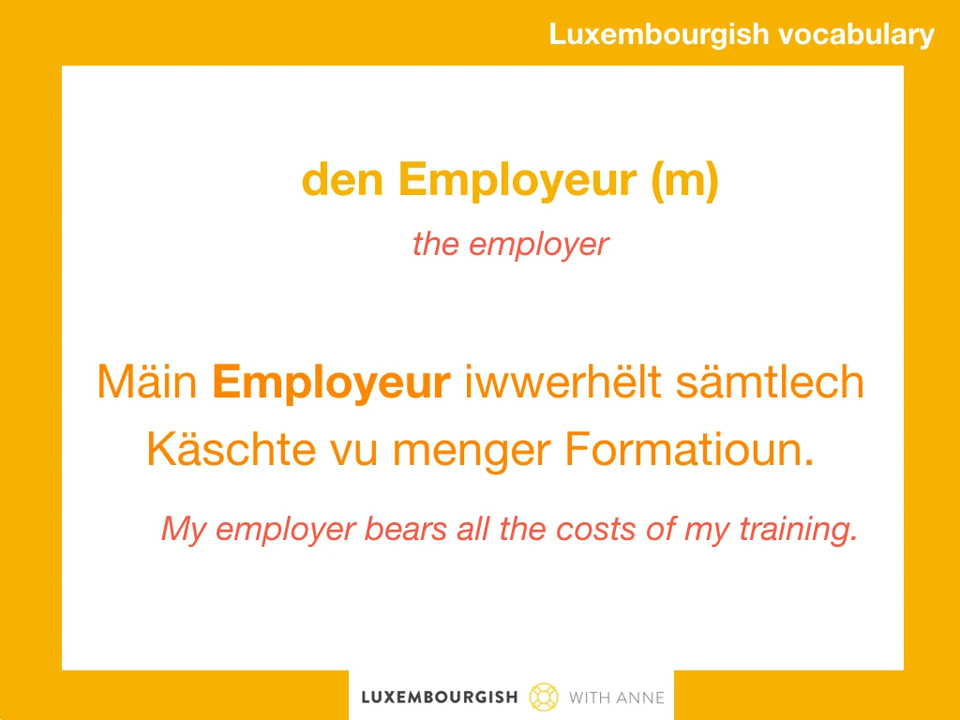 Luxembourgish vocabulary
den Employeur (m)
the employer
Mäin Employeur iwwerhëlt sämtlech
Käschte vu menger Formatioun.
My employer bears all the costs of my training.
LUXEMBOURGISH WITH ANNE